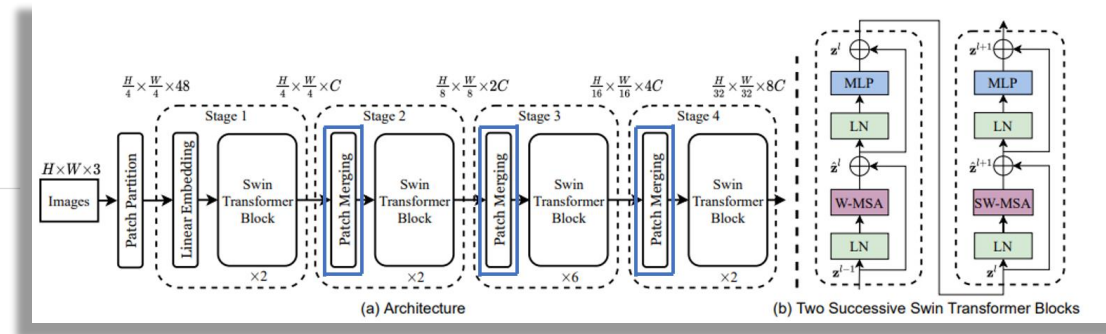 H/4 × W/4 × 48
H/4 × W/4 × C
H/8 × W/8 × 2C
H/16 × W/16 × 4C
H/32 × W/32 × 8C
Stage 1
Stage 2
Stage 3
Stage 4
H×W×3
Images
Patch Partition
Linear Embedding
Swin
Transformer
Block
×2
Patch Merging
Swin
Transformer
Block
×2
Patch Merging
Swin
Transformer
Block
×6
Patch Merging
Swin
Transformer
Block
×2
(a) Architecture
z^l
MLP
LN
ẑ^l
W-MSA
LN
z^{l-1}
z^{l+1}
MLP
LN
ẑ^{l+1}
SW-MSA
LN
z^l
(b) Two Successive Swin Transformer Blocks